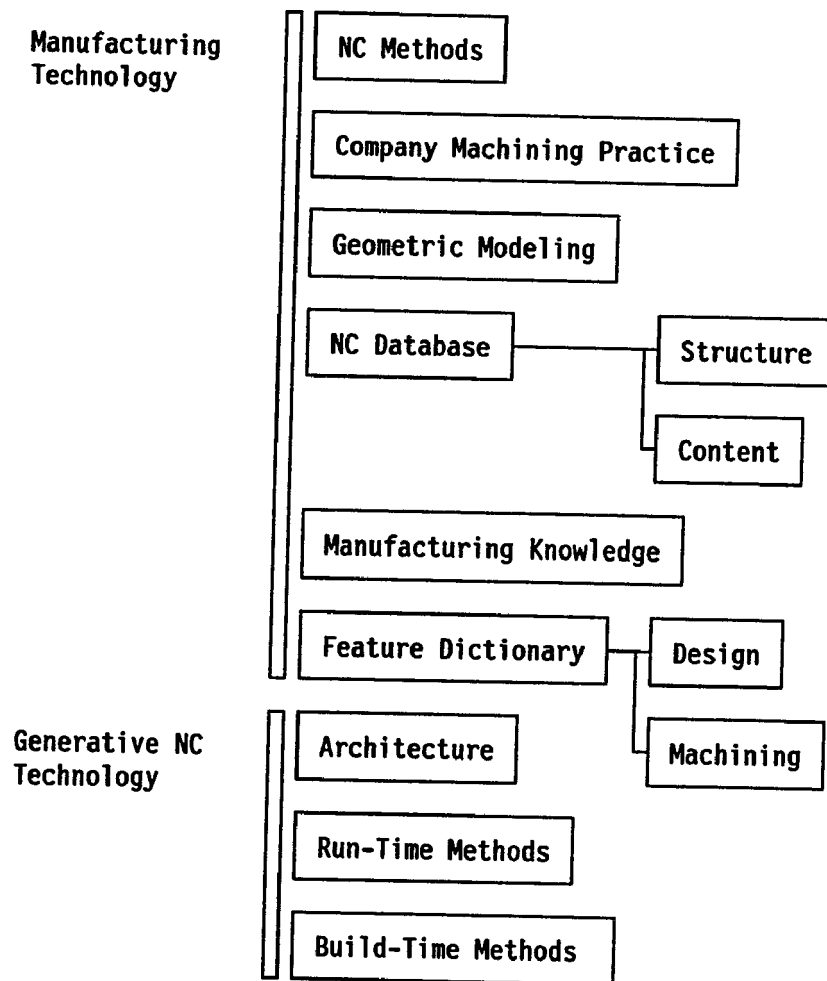 Manufacturing
Technology
NC Methods
Company Machining Practice
Geometric Modeling
NC Database
Structure
Content
Manufacturing Knowledge
Feature Dictionary
Design
Machining
Generative NC
Technology
Architecture
Run-Time Methods
Build-Time Methods